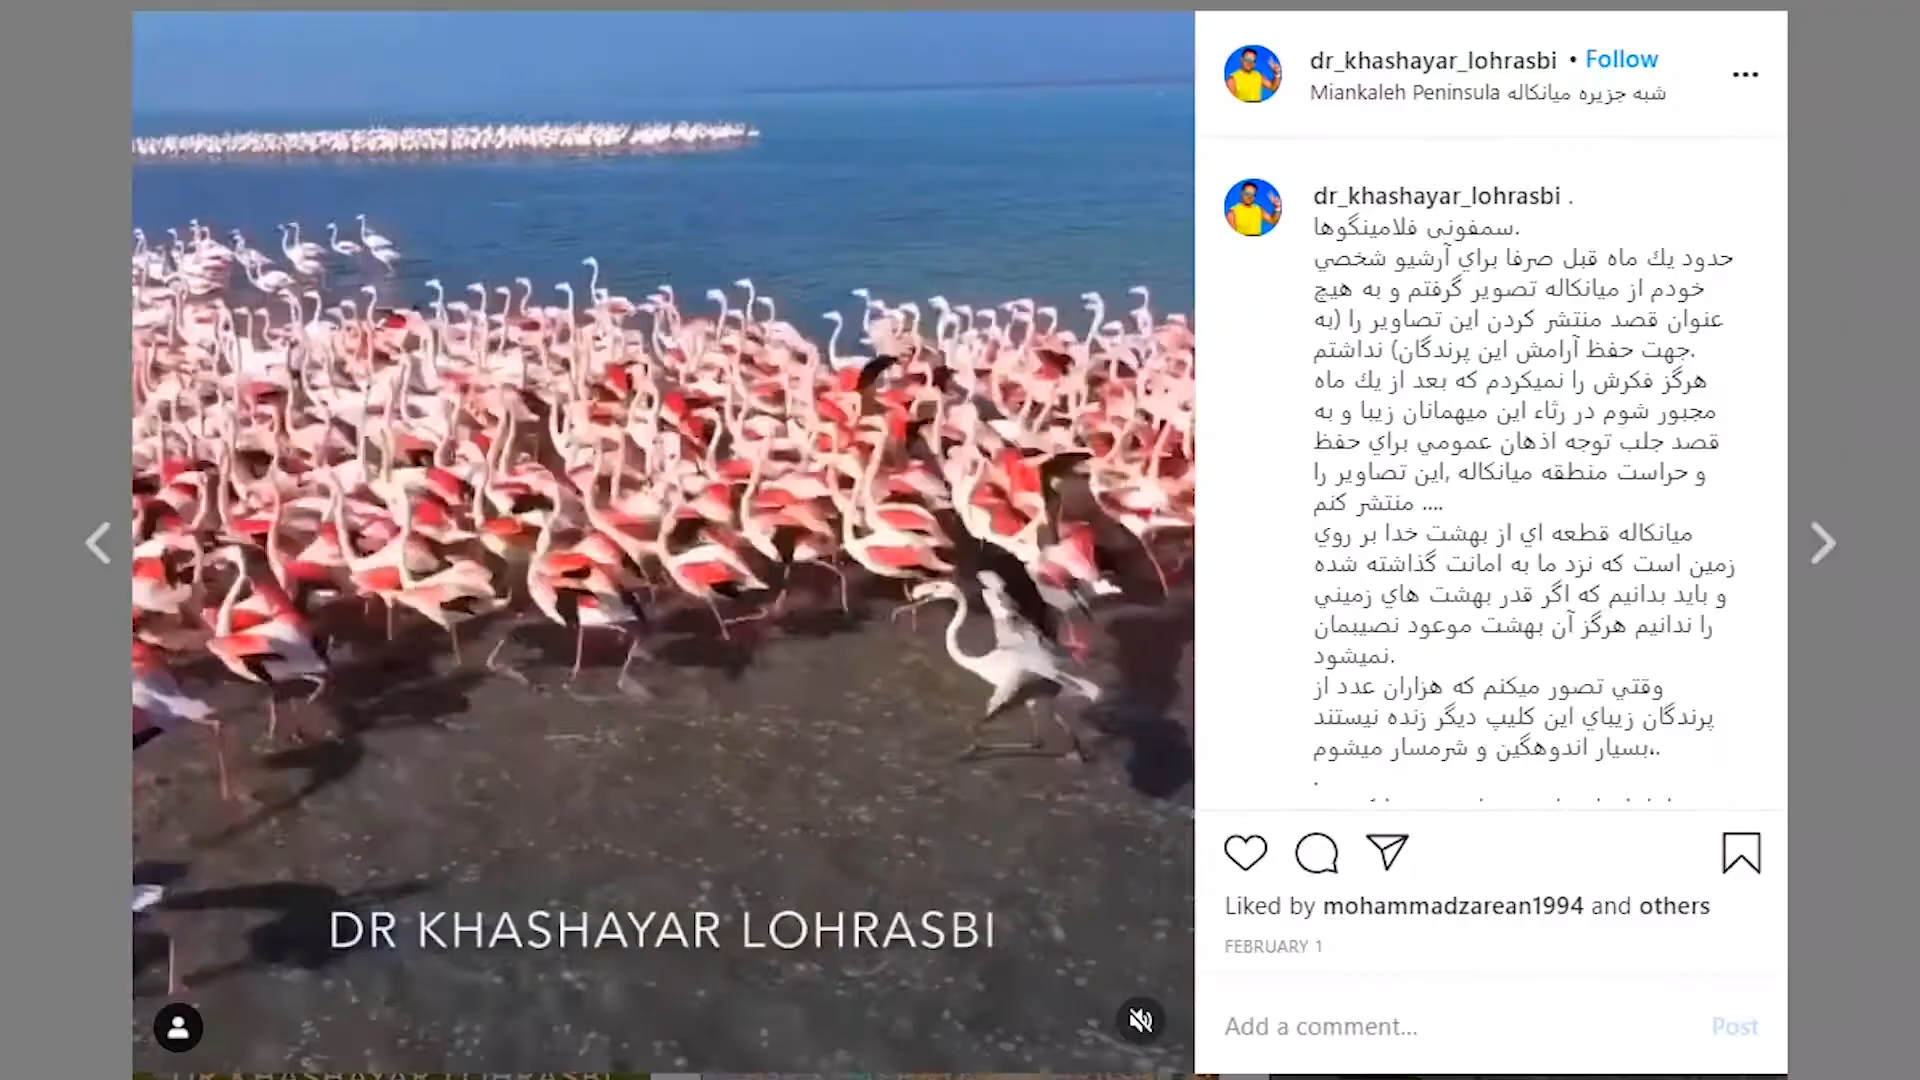 dr_khashayar_lohrasbi • Follow
Miankaleh Peninsula شبه جزیره میانکاله
dr_khashayar_lohrasbi .
سمفونی فلامینگوها.
حدود يك ماه قبل صرفا براي آرشيو شخصي
خودم از ميانكاله تصوير گرفتم و به هيچ
عنوان قصد منتشر كردن اين تصاوير را (به
جهت حفظ آرامش اين پرندگان) نداشتم.
هرگز فكرش را نميكردم كه بعد از يك ماه
مجبور شوم در رثاء اين ميهمانان زيبا و به
قصد جلب توجه اذهان عمومي براي حفظ
و حراست منطقه ميانكاله ,اين تصاوير را
منتشر كنم ....
ميانكاله قطعه اي از بهشت خدا بر روي
زمين است كه نزد ما به امانت گذاشته شده
و بايد بدانيم كه اگر قدر بهشت هاي زميني
را ندانيم هرگز آن بهشت موعود نصيبمان
نميشود.
وقتي تصور ميكنم كه هزاران عدد از
پرندگان زيباي اين كليپ ديگر زنده نيستند
،بسيار اندوهگين و شرمسار ميشوم..
.
DR KHASHAYAR LOHRASBI
Liked by mohammadzarean1994 and others
FEBRUARY 1
Add a comment... Post
DR KHASHAYAR LOHRASBI